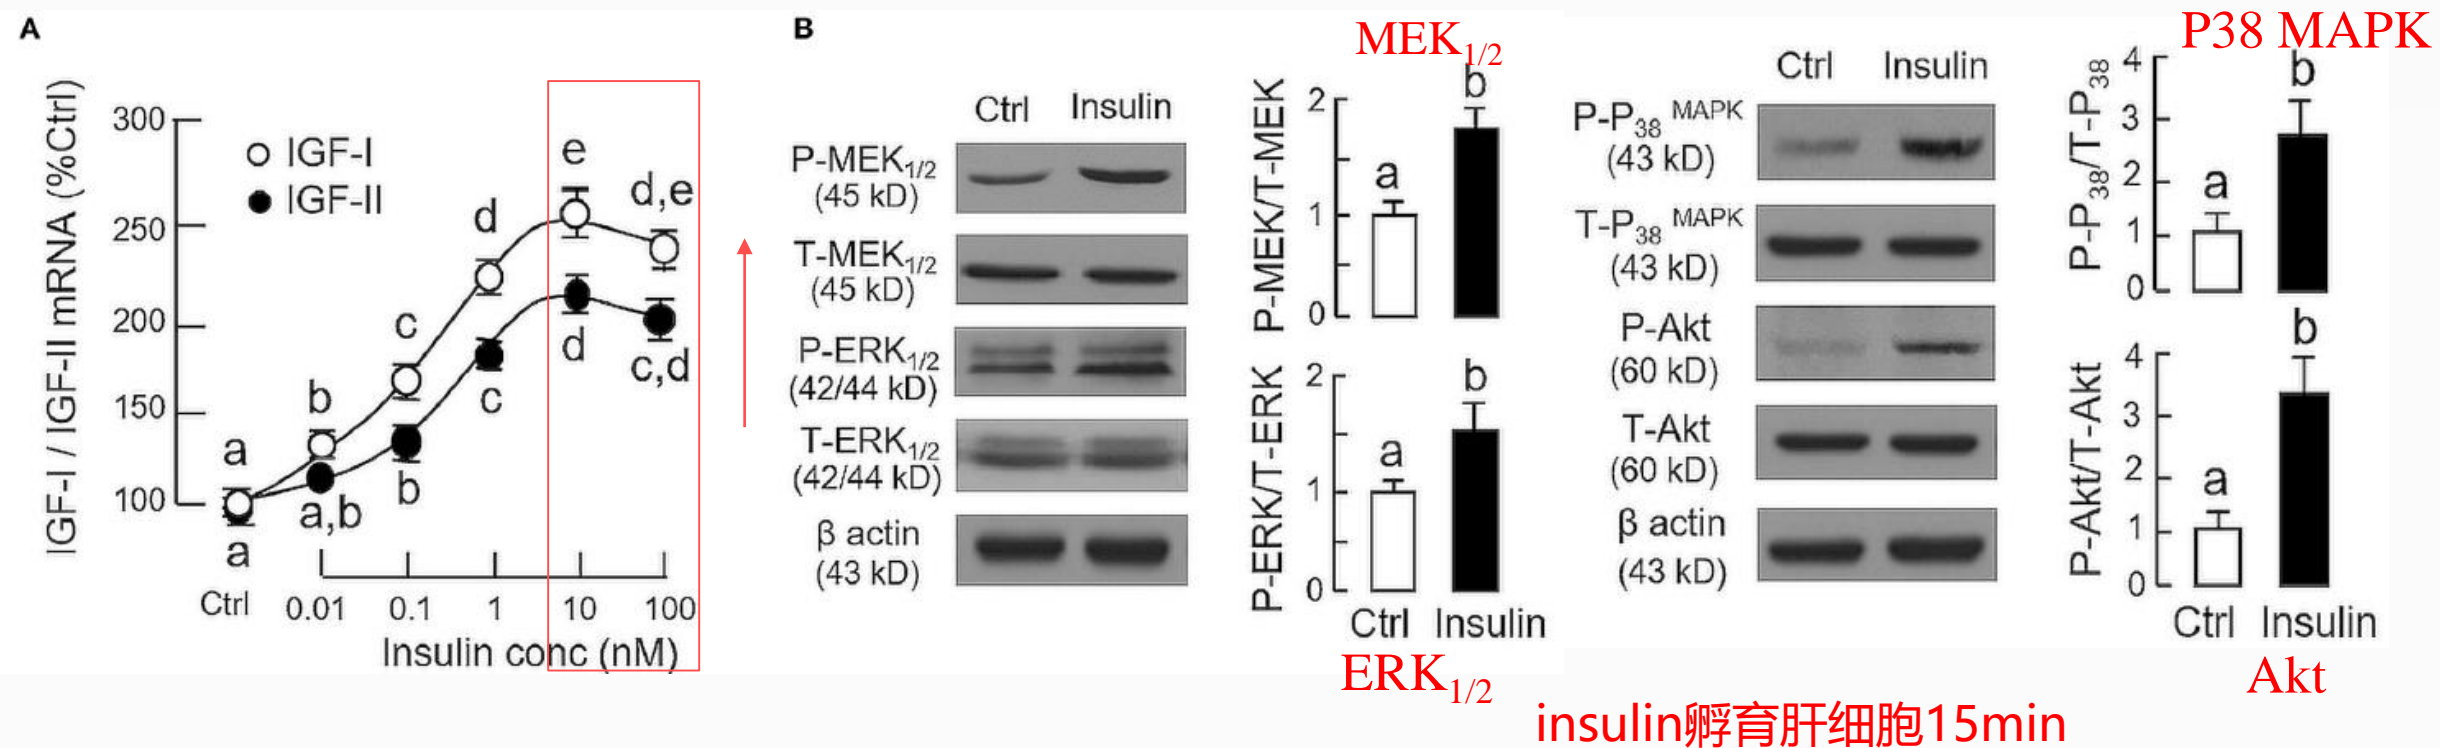 A
IGF-I / IGF-II mRNA (%Ctrl)
300
250
200
150
100
IGF-I
IGF-II
a
b
c
d
e
d,e
a
a,b
b
c
d
c,d
Ctrl
0.01
0.1
1
10
100
Insulin conc (nM)
B
Ctrl Insulin
P-MEK1/2
(45 kD)
T-MEK1/2
(45 kD)
P-ERK1/2
(42/44 kD)
T-ERK1/2
(42/44 kD)
β actin
(43 kD)
MEK1/2
P-MEK/T-MEK
2
1
0
a
b
P-ERK/T-ERK
2
1
0
a
b
Ctrl Insulin
ERK1/2
Ctrl Insulin
P-P38 MAPK
(43 kD)
T-P38 MAPK
(43 kD)
P-Akt
(60 kD)
T-Akt
(60 kD)
β actin
(43 kD)
P38 MAPK
P-P38/T-P38
4
3
2
1
0
a
b
P-Akt/T-Akt
4
3
2
1
0
a
b
Ctrl Insulin
Akt
insulin孵育肝细胞15min